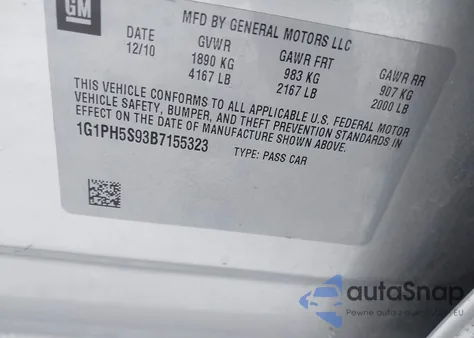 GM
MFD BY GENERAL MOTORS LLC
DATE GVWR GAWR FRT GAWR RR
12/10 1890 KG 983 KG 907 KG
4167 LB 2167 LB 2000 LB
THIS VEHICLE CONFORMS TO ALL APPLICABLE U.S. FEDERAL MOTOR
VEHICLE SAFETY, BUMPER, AND THEFT PREVENTION STANDARDS IN
EFFECT ON THE DATE OF MANUFACTURE SHOWN ABOVE.
1G1PH5S93B7155323 TYPE: PASS CAR
autoSnap